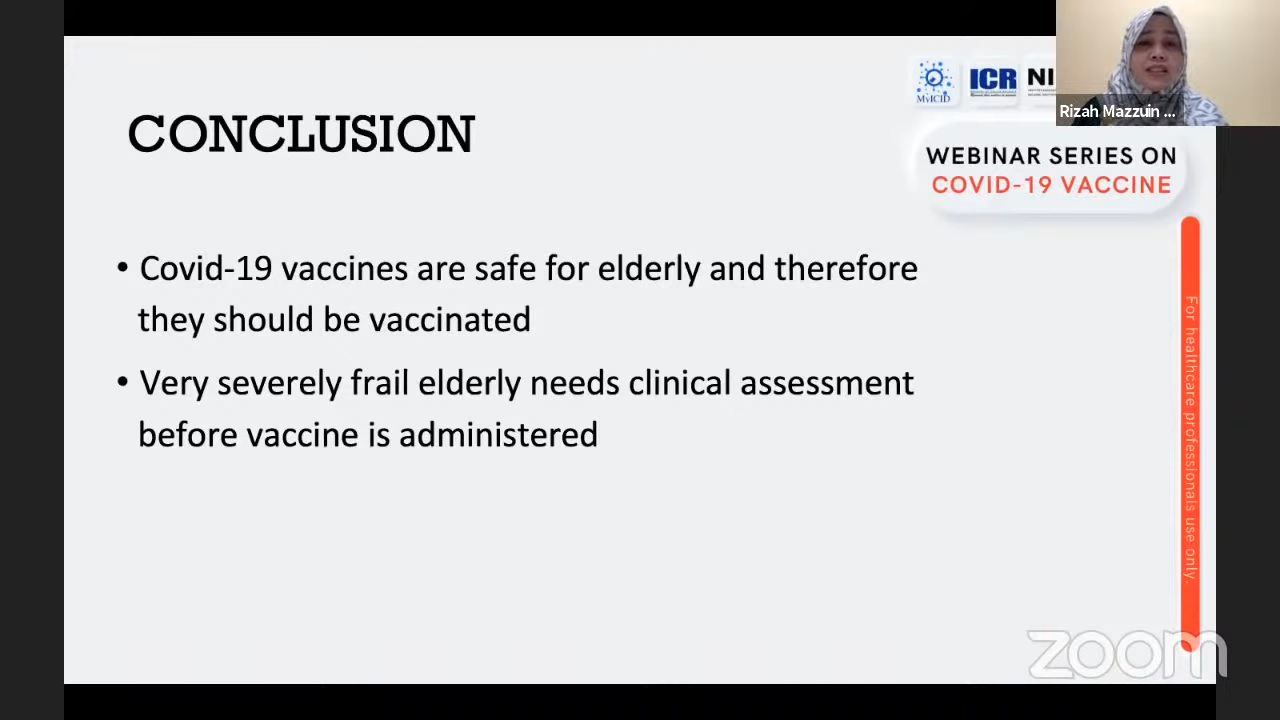 MyICID
ICR
NI
Rizah Mazzuin ...
CONCLUSION
WEBINAR SERIES ON
COVID-19 VACCINE
• Covid-19 vaccines are safe for elderly and therefore
they should be vaccinated
• Very severely frail elderly needs clinical assessment
before vaccine is administered
For healthcare professionals use only.
zoom